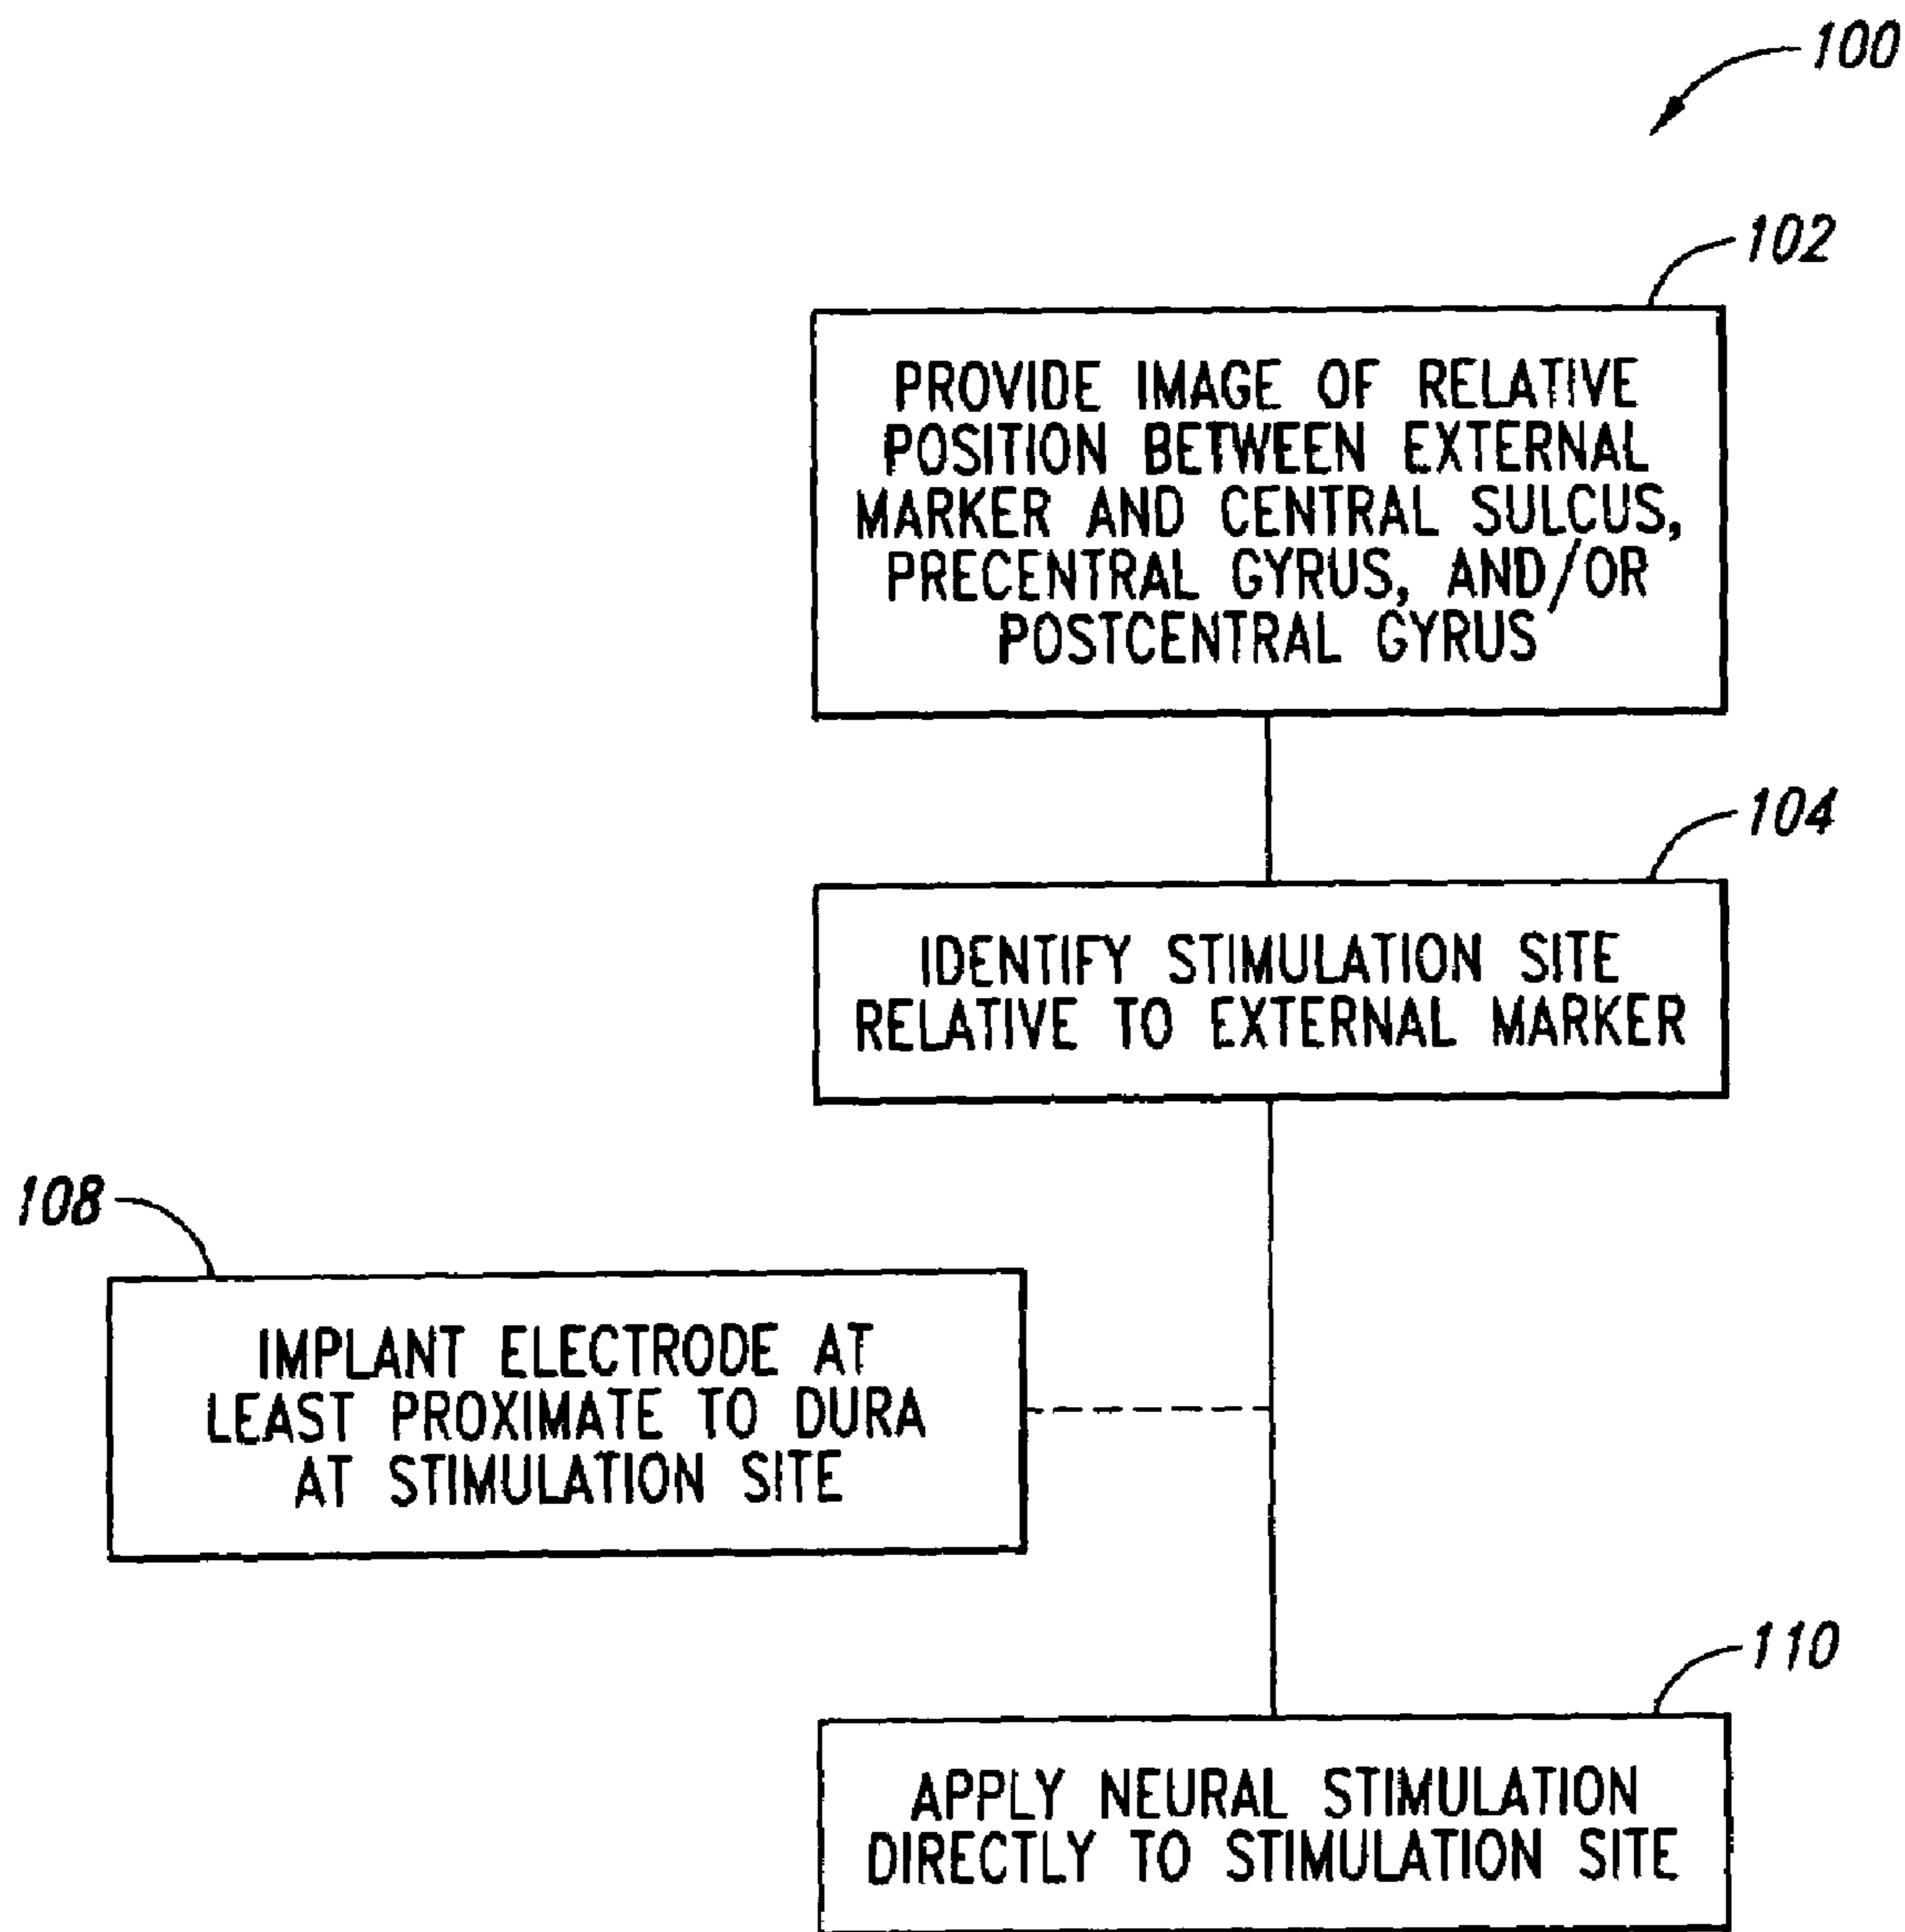 100
102
PROVIDE IMAGE OF RELATIVE
POSITION BETWEEN EXTERNAL
MARKER AND CENTRAL SULCUS,
PRECENTRAL GYRUS, AND/OR
POSTCENTRAL GYRUS
104
IDENTIFY STIMULATION SITE
RELATIVE TO EXTERNAL MARKER
108
IMPLANT ELECTRODE AT
LEAST PROXIMATE TO DURA
AT STIMULATION SITE
110
APPLY NEURAL STIMULATION
DIRECTLY TO STIMULATION SITE